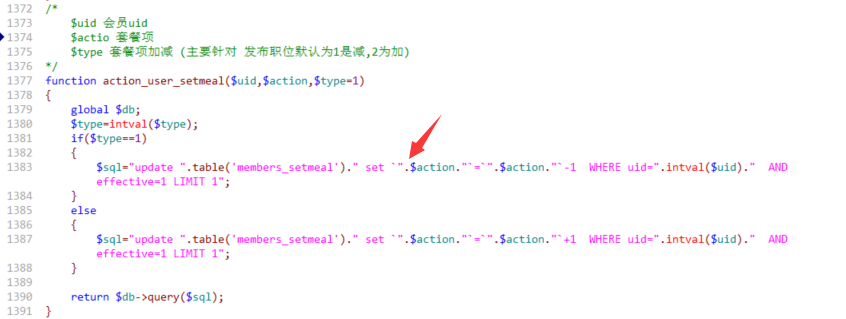 1372 /*
1373 $uid 会员uid
1374 $actio 套餐项
1375 $type 套餐项加减 (主要针对 发布职位默认为1是减,2为加)
1376 */
1377 function action_user_setmeal($uid,$action,$type=1)
1378 {
1379 global $db;
1380 $type=intval($type);
1381 if($type==1)
1382 {
1383 $sql="update ".table('members_setmeal')." set `".$action."`=`".$action."`-1  WHERE uid=".intval($uid)."  AND
effective=1 LIMIT 1";
1384 }
1385 else
1386 {
1387 $sql="update ".table('members_setmeal')." set `".$action."`=`".$action."`+1  WHERE uid=".intval($uid)."  AND
effective=1 LIMIT 1";
1388 }
1389
1390 return $db->query($sql);
1391 }